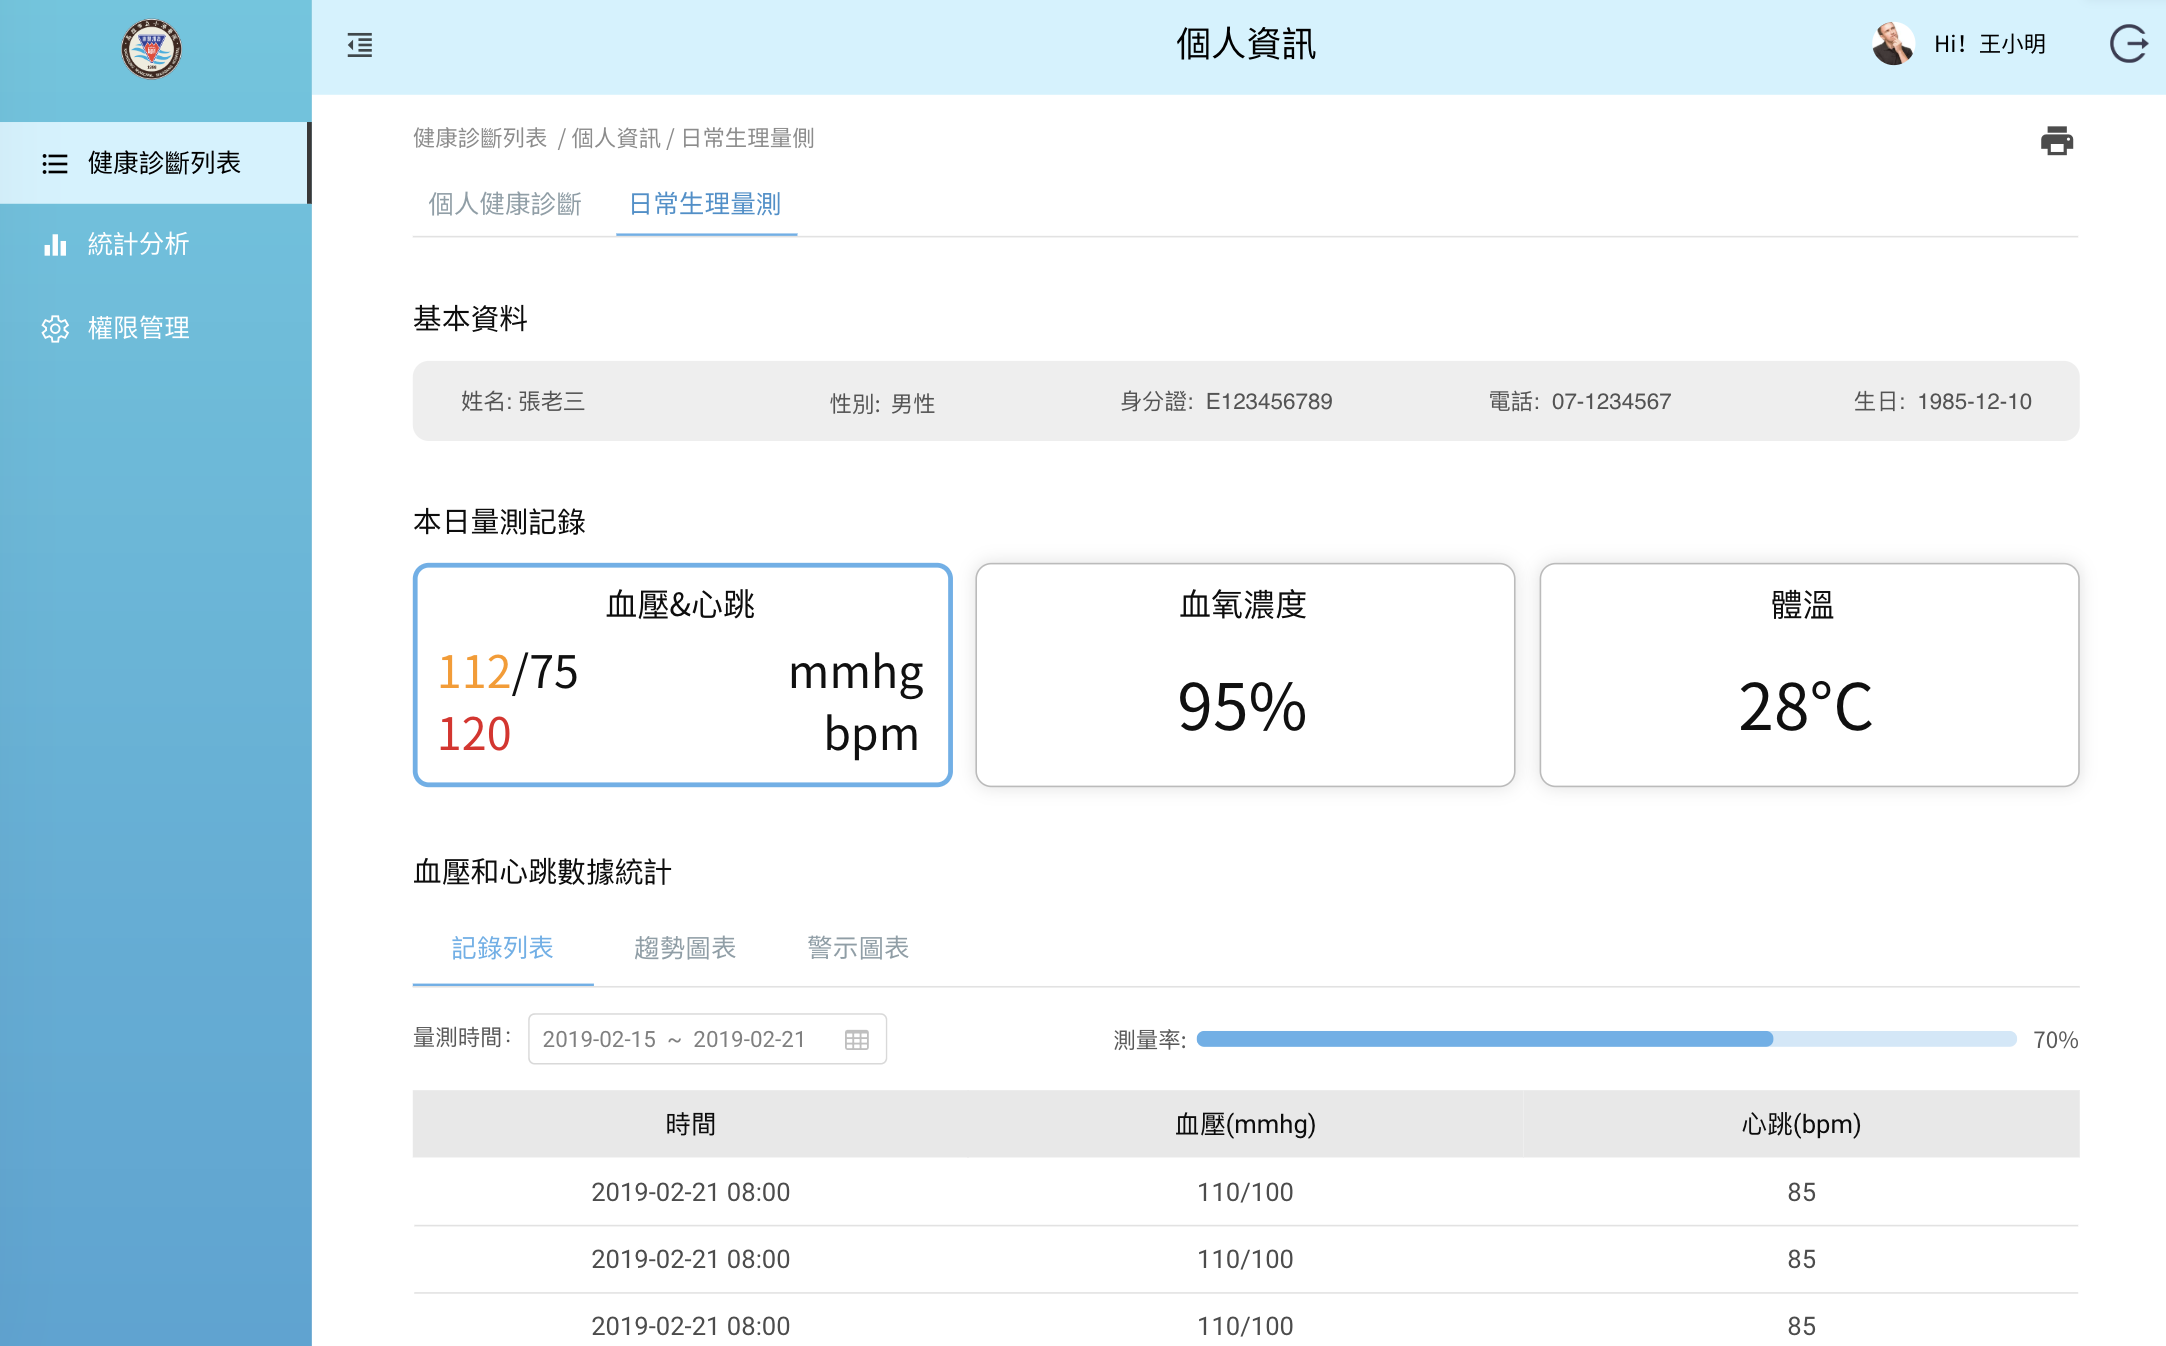 個人資訊
Hi! 王小明
健康診斷列表
統計分析
權限管理
健康診斷列表 / 個人資訊 / 日常生理量側
個人健康診斷 日常生理量測
基本資料
姓名: 張老三 性別: 男性 身分證: E123456789 電話: 07-1234567 生日: 1985-12-10
本日量測記錄
血壓&心跳
112/75 mmhg
120 bpm
血氧濃度
95%
體溫
28°C
血壓和心跳數據統計
記錄列表 趨勢圖表 警示圖表
量測時間: 2019-02-15 ~ 2019-02-21 測量率: 70%
時間 血壓(mmhg) 心跳(bpm)
2019-02-21 08:00 110/100 85
2019-02-21 08:00 110/100 85
2019-02-21 08:00 110/100 85